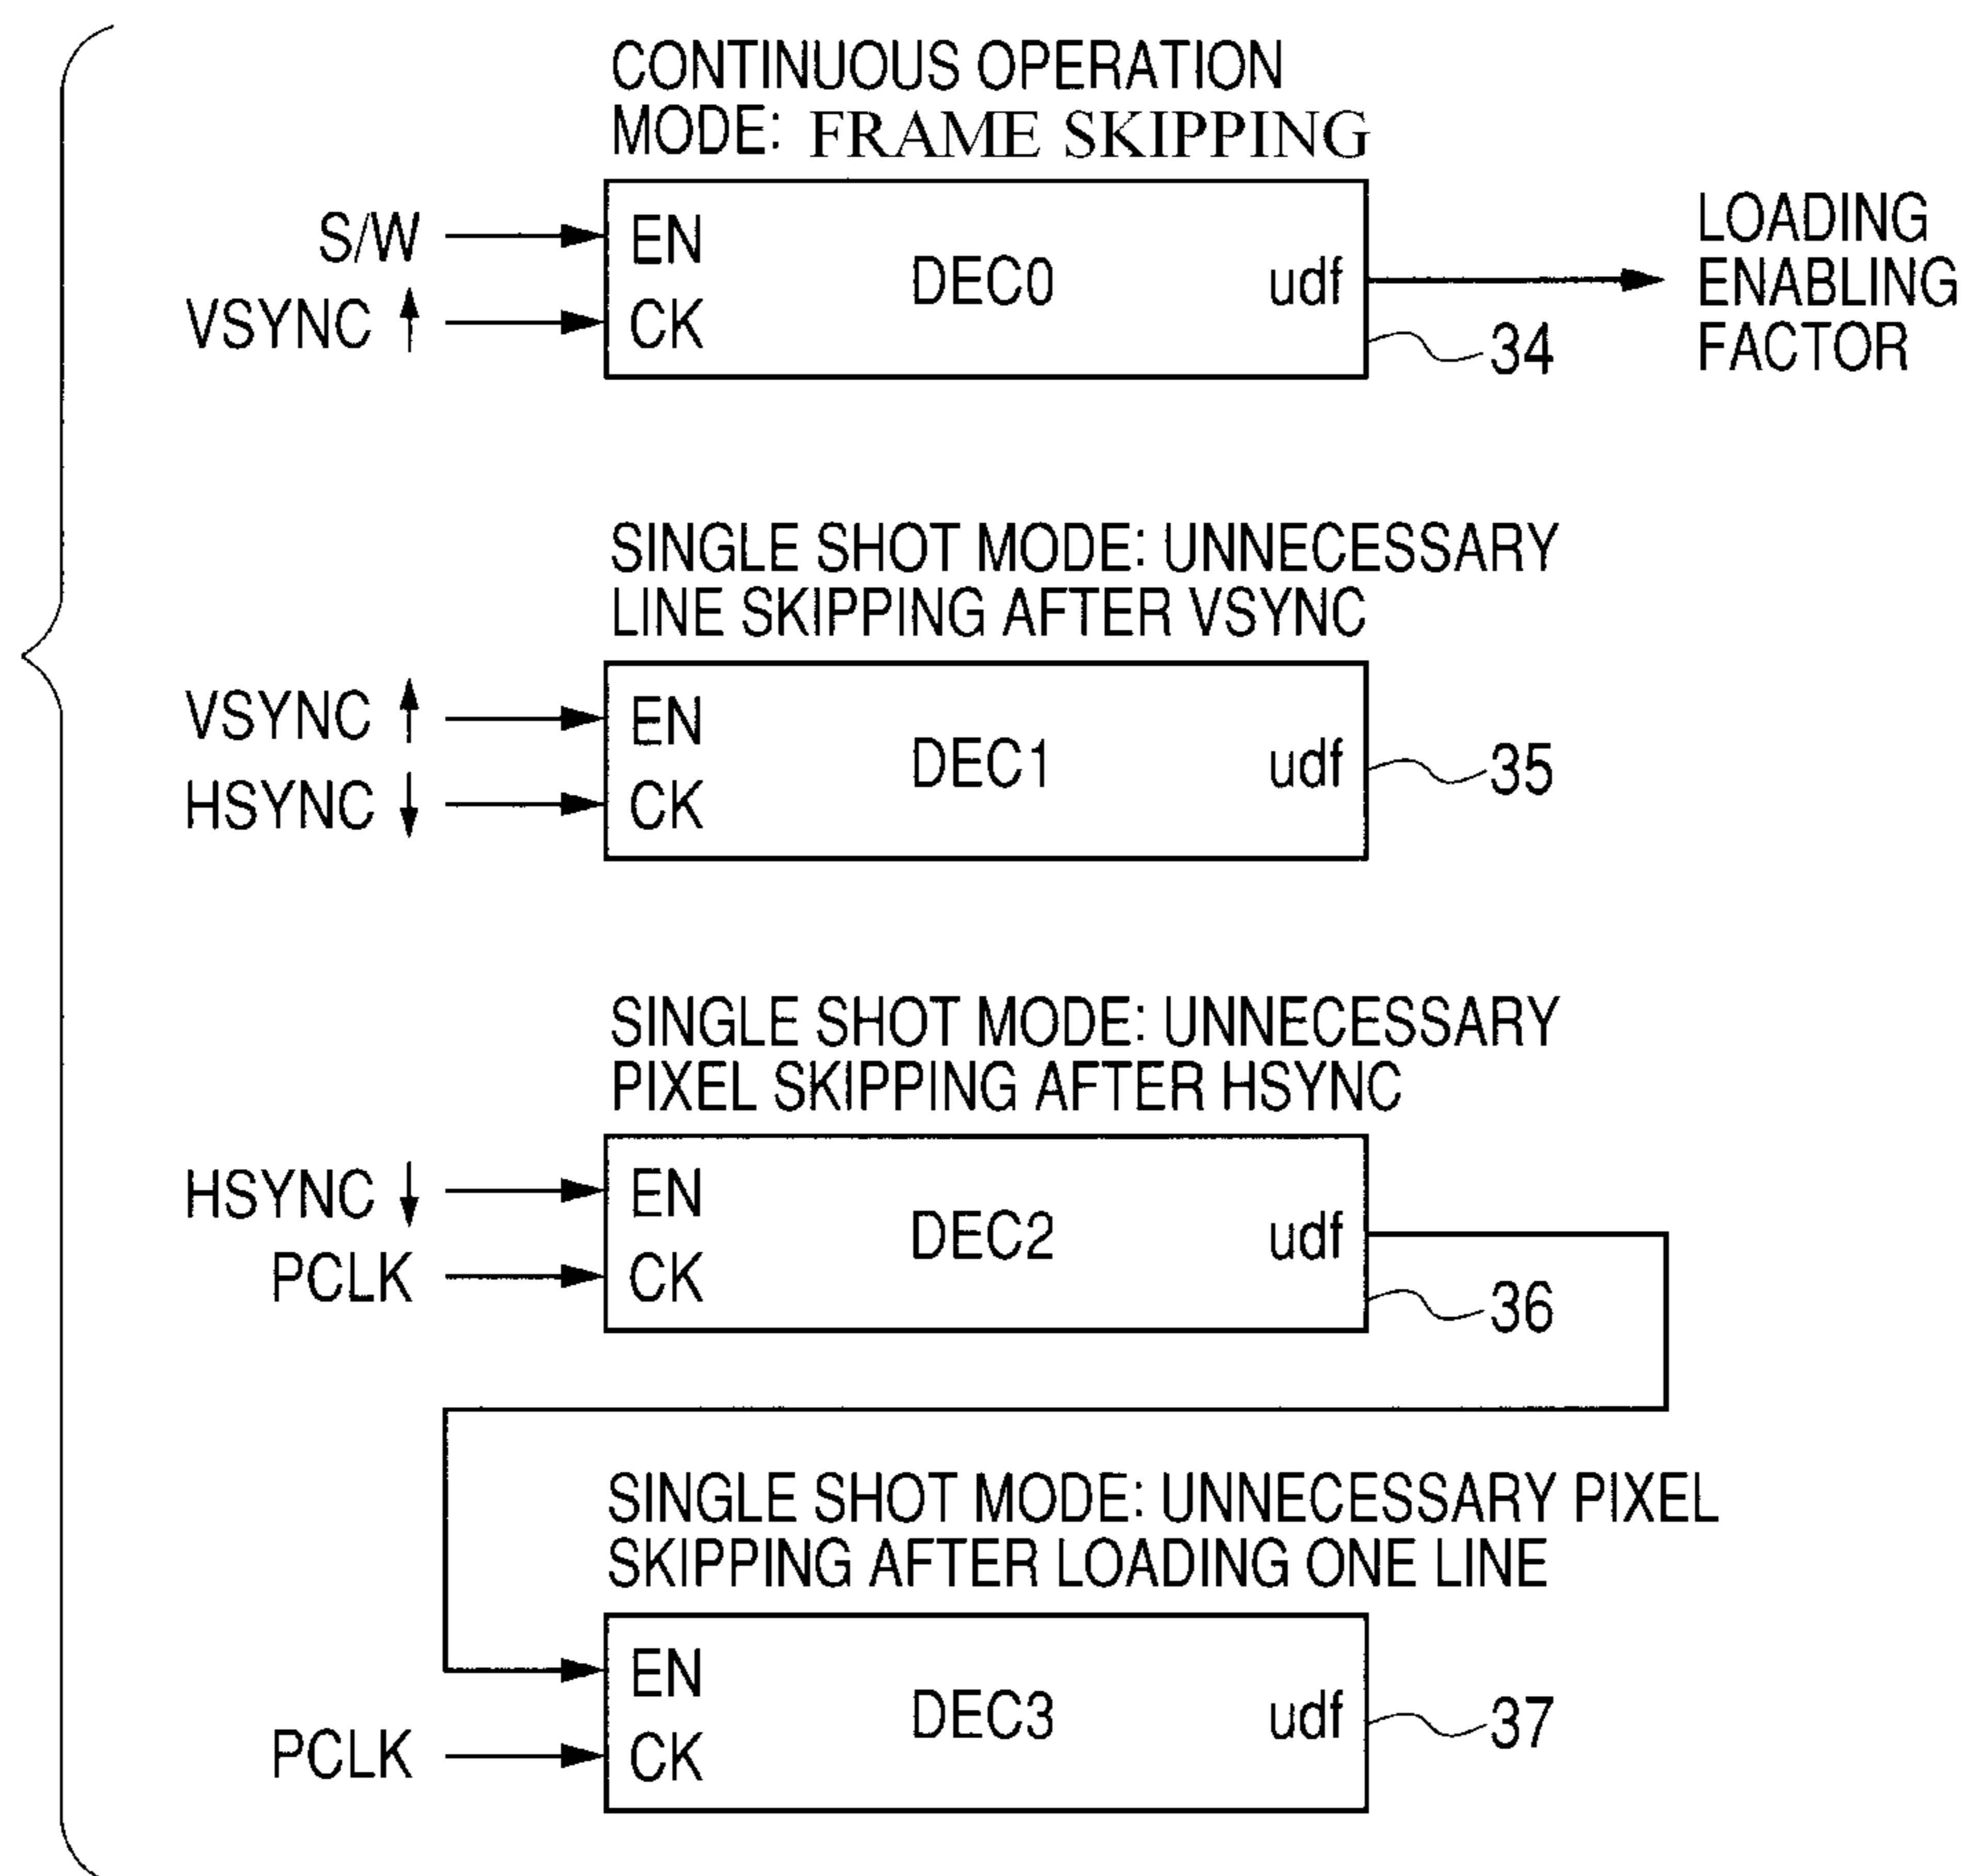 CONTINUOUS OPERATION
MODE: FRAME SKIPPING
S/W
VSYNC ↑
EN
CK
DEC0
udf
34
LOADING
ENABLING
FACTOR
SINGLE SHOT MODE: UNNECESSARY
LINE SKIPPING AFTER VSYNC
VSYNC ↑
HSYNC ↓
EN
CK
DEC1
udf
35
SINGLE SHOT MODE: UNNECESSARY
PIXEL SKIPPING AFTER HSYNC
HSYNC ↓
PCLK
EN
CK
DEC2
udf
36
SINGLE SHOT MODE: UNNECESSARY PIXEL
SKIPPING AFTER LOADING ONE LINE
PCLK
EN
CK
DEC3
udf
37